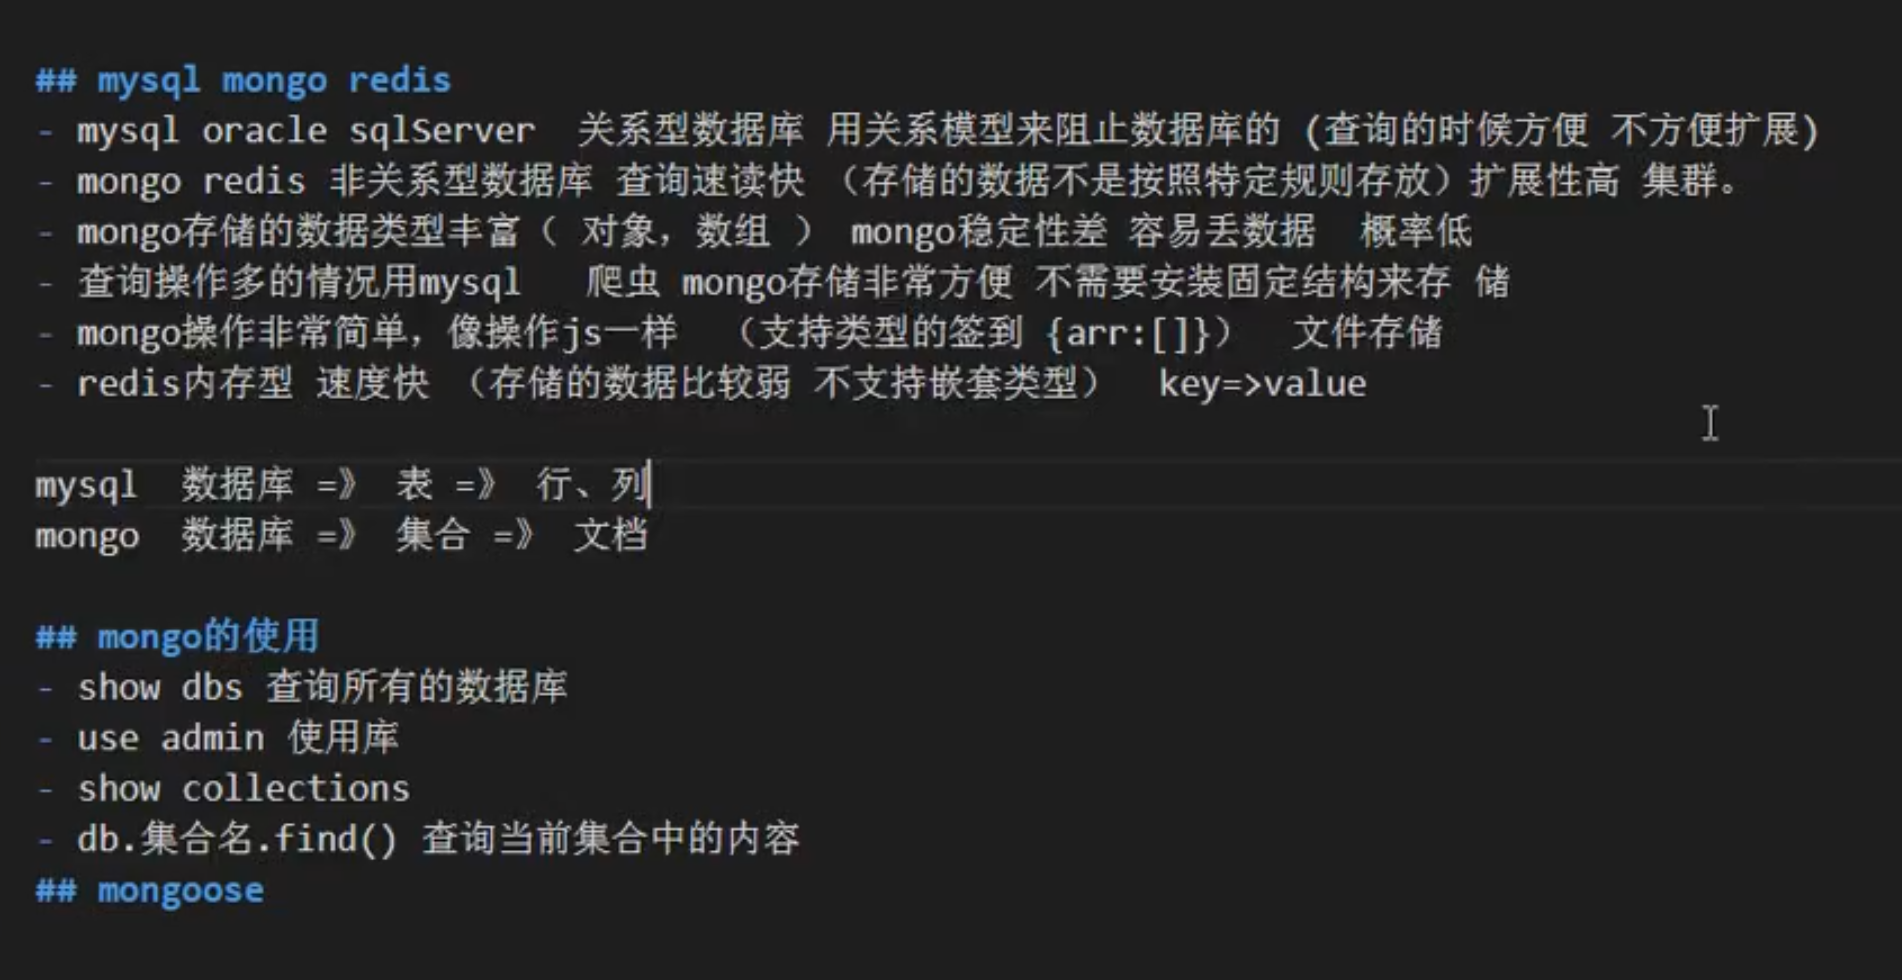 ## mysql mongo redis
- mysql oracle sqlServer  关系型数据库 用关系模型来阻止数据库的 (查询的时候方便 不方便扩展)
- mongo redis 非关系型数据库 查询速读快 （存储的数据不是按照特定规则存放）扩展性高 集群。
- mongo存储的数据类型丰富（ 对象，数组 ） mongo稳定性差 容易丢数据  概率低
- 查询操作多的情况用mysql   爬虫 mongo存储非常方便 不需要安装固定结构来存 储
- mongo操作非常简单，像操作js一样  （支持类型的签到 {arr:[]}）  文件存储
- redis内存型 速度快 （存储的数据比较弱 不支持嵌套类型）  key=>value
mysql  数据库 =》 表 =》 行、列
mongo  数据库 =》 集合 =》 文档
## mongo的使用
- show dbs 查询所有的数据库
- use admin 使用库
- show collections
- db.集合名.find() 查询当前集合中的内容
## mongoose